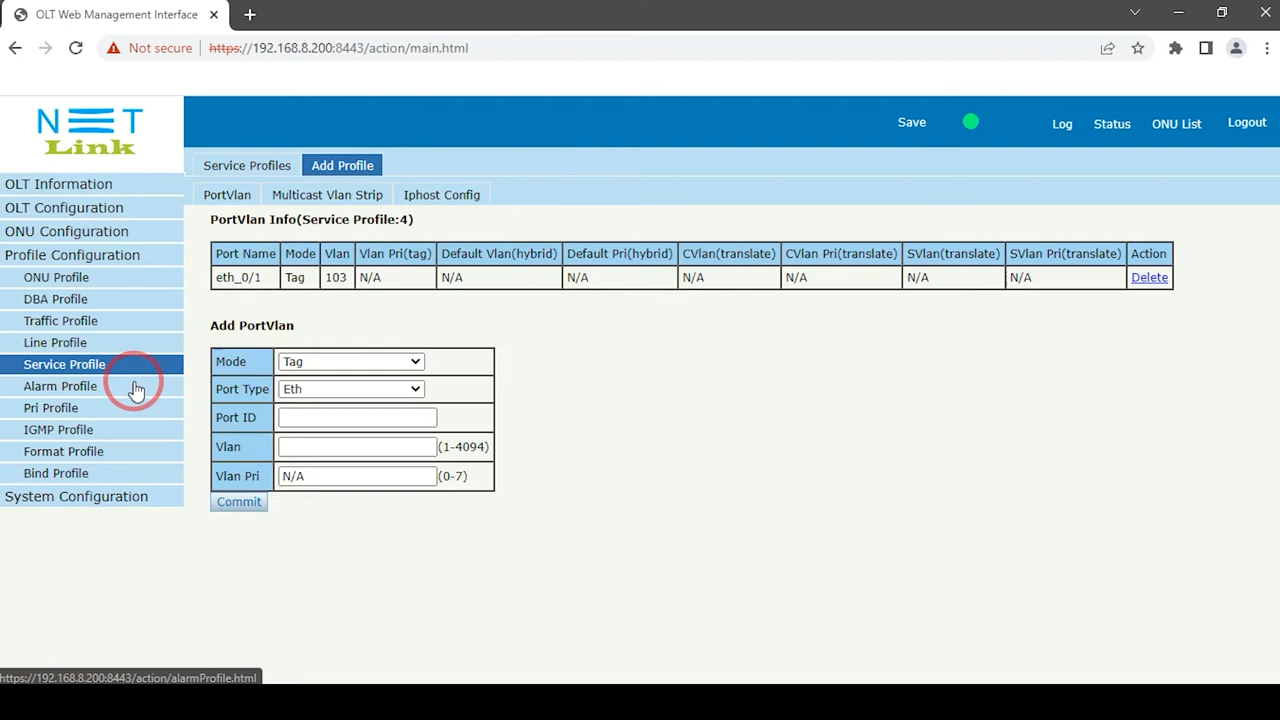 OLT Web Management Interface
Not secure https://192.168.8.200:8443/action/main.html
NET
Link
Save Log Status ONU List Logout
Service Profiles Add Profile
PortVlan Multicast Vlan Strip Iphost Config
OLT Information
OLT Configuration
ONU Configuration
Profile Configuration
ONU Profile
DBA Profile
Traffic Profile
Line Profile
Service Profile
Alarm Profile
Pri Profile
IGMP Profile
Format Profile
Bind Profile
System Configuration
PortVlan Info(Service Profile:4)
Port Name Mode Vlan Vlan Pri(tag) Default Vlan(hybrid) Default Pri(hybrid) CVlan(translate) CVlan Pri(translate) SVlan(translate) SVlan Pri(translate) Action
eth_0/1 Tag 103 N/A N/A N/A N/A N/A N/A N/A Delete
Add PortVlan
Mode Tag
Port Type Eth
Port ID
Vlan (1-4094)
Vlan Pri N/A (0-7)
Commit
https://192.168.8.200:8443/action/alarmProfile.html